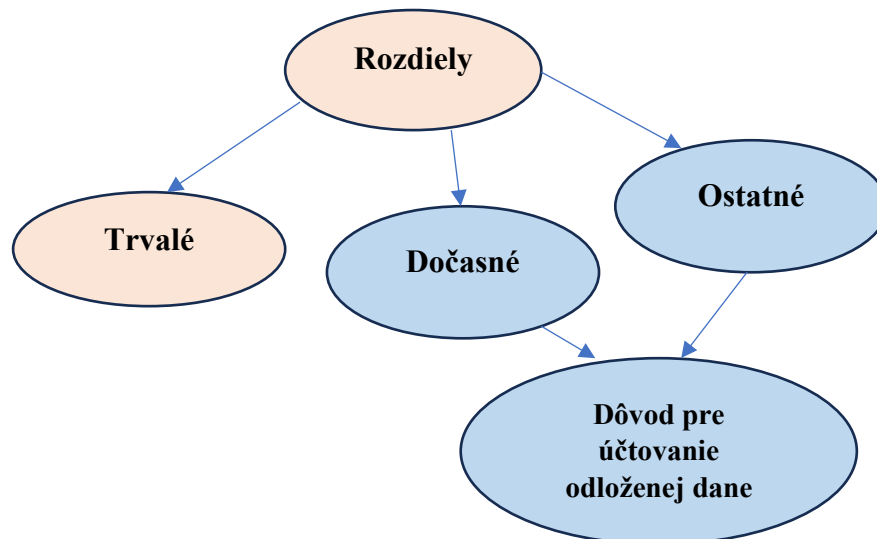 Rozdiely
Trvalé
Dočasné
Ostatné
Dôvod pre
účtovanie
odloženej dane